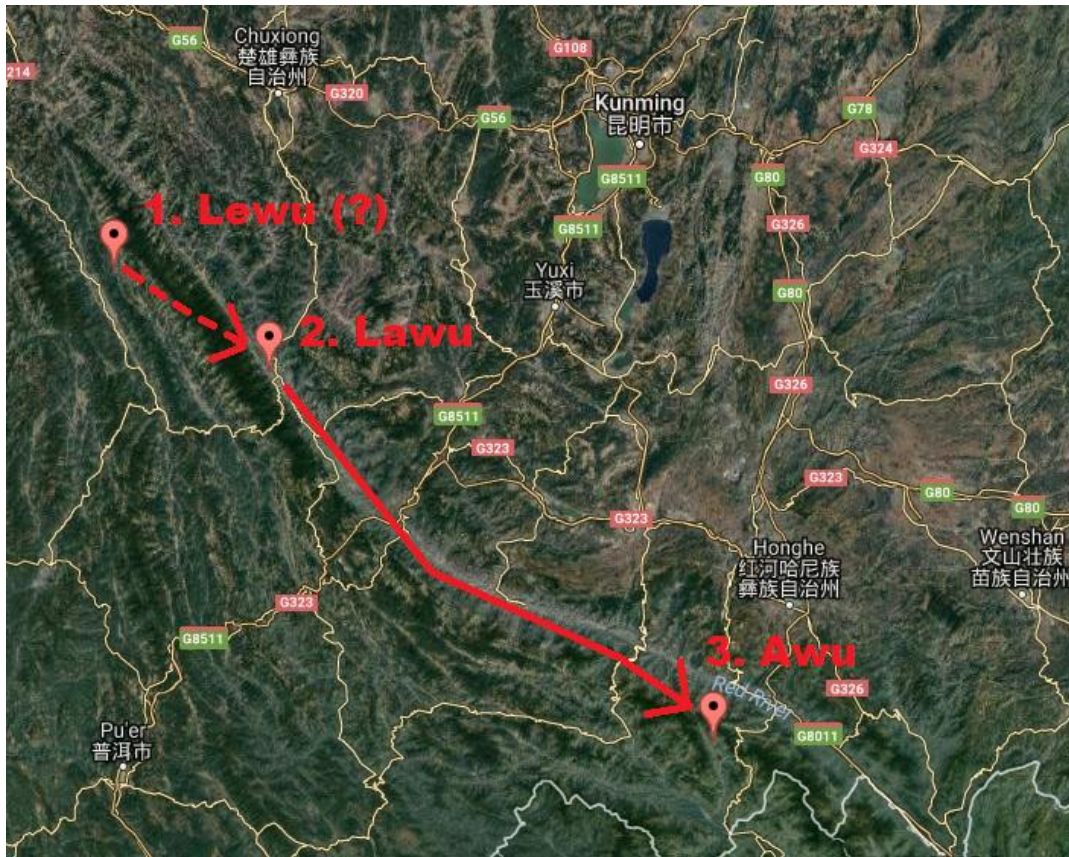 G56
Chuxiong
楚雄彝族
自治州
214
G320
G108
Kunming
昆明市
G56
G78
G324
G8511
G80
1. Lewu (?)
G8511
G326
Yuxi
玉溪市
G80
2. Lawu
G326
G8511
G323
G323
G80
G323
G80
Wenshan
文山壮族
苗族自治州
Honghe
红河哈尼族
彝族自治州
G323
G8511
3. Awu
Red River
G326
G8011
Pu'er
普洱市